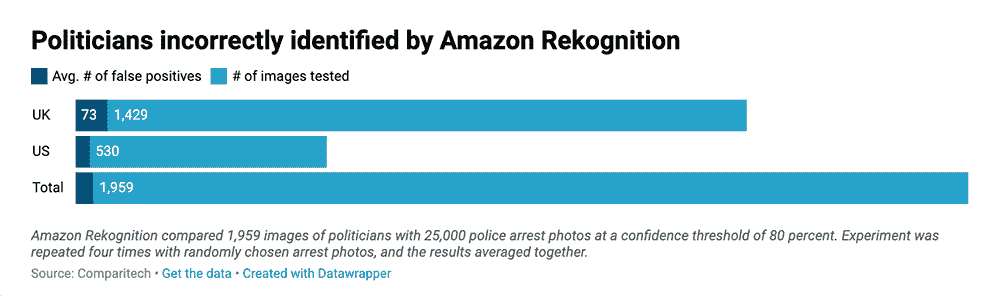 Politicians incorrectly identified by Amazon Rekognition
Avg. # of false positives # of images tested
UK 73 1,429
US 530
Total 1,959
Amazon Rekognition compared 1,959 images of politicians with 25,000 police arrest photos at a confidence threshold of 80 percent. Experiment was
repeated four times with randomly chosen arrest photos, and the results averaged together.
Source: Comparitech • Get the data • Created with Datawrapper